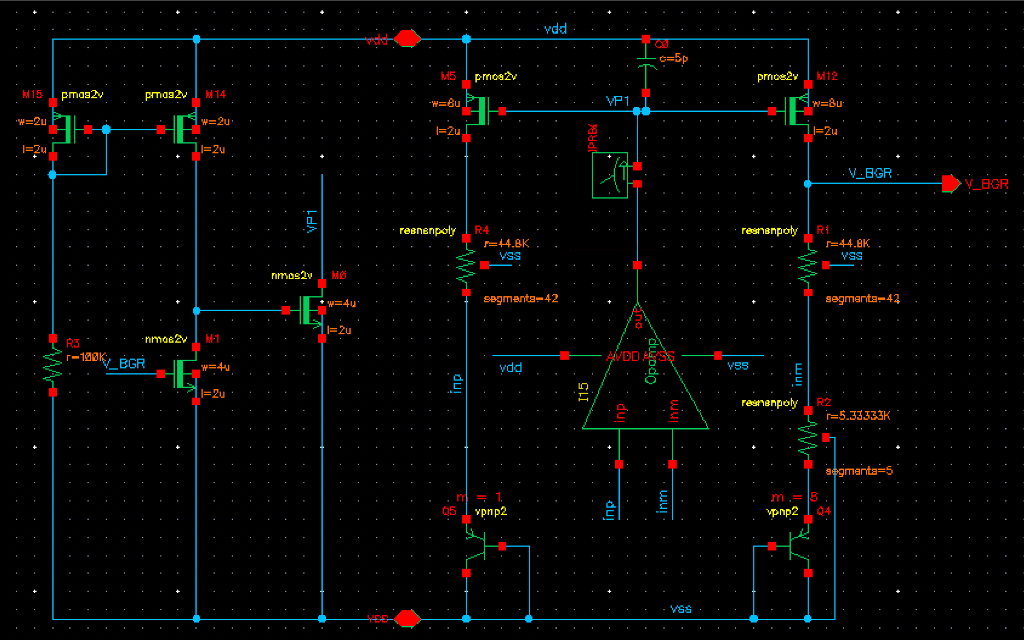 vdd
vdd
C0
c=5p
M15
pmos2v
pmos2v
M14
M5
pmos2v
pmos2v
M12
w=2u
w=2u
w=8u
VP1
w=8u
l=2u
l=2u
l=2u
l=2u
IPRB4
V_BGR
V_BGR
VP1
resnsnpoly
R4
r=44.8K
vss
segments=42
resnsnpoly
R1
r=44.8K
vss
segments=42
nmos2v
M0
w=4u
l=2u
out
R3
r=100K
V_BGR
nmos2v
M1
w=4u
l=2u
AVDD
AVSS
Opamp
vdd
vss
I15
inp
inm
inp
inm
resnsnpoly
R2
r=5.33333K
segments=5
inp
inm
m = 1
Q5
vpnp2
m = 8
vpnp2
Q4
vss